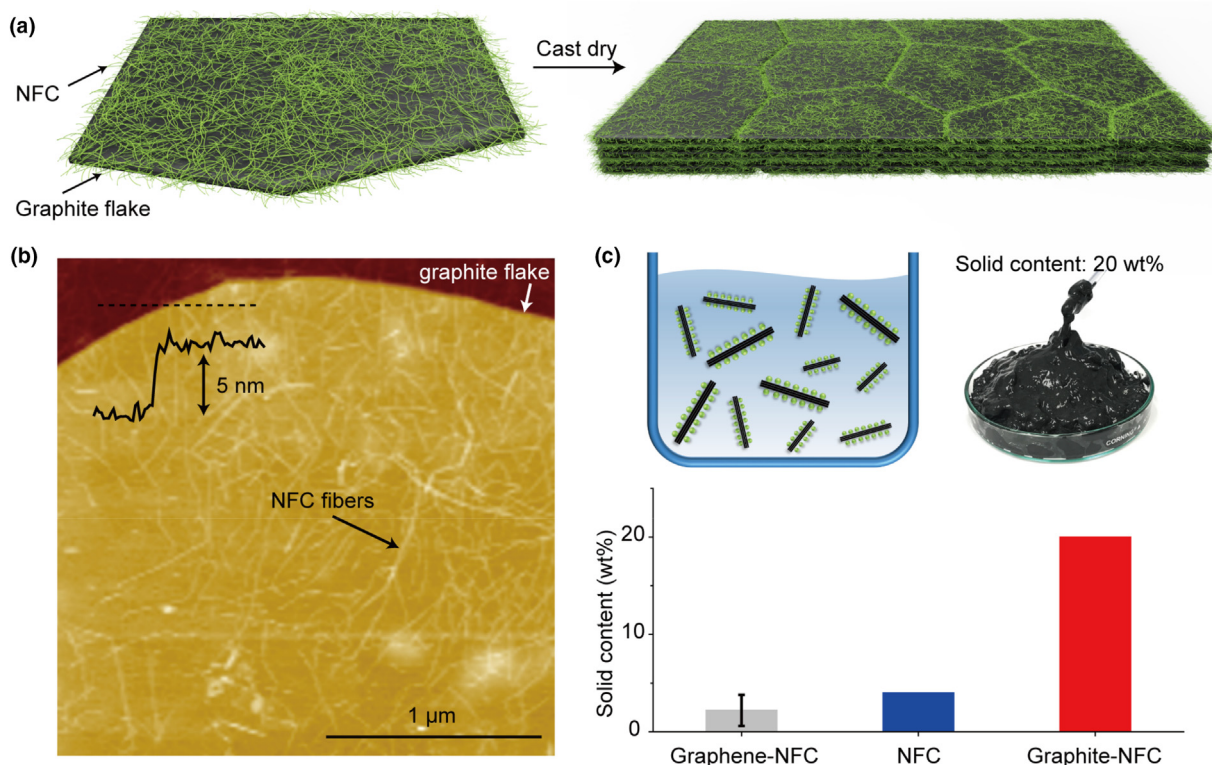 (a)
NFC
Graphite flake
Cast dry
(b)
graphite flake
5 nm
NFC fibers
1 μm
(c)
Solid content: 20 wt%
CORNING
Solid content (wt%)
20
10
0
Graphene-NFC
NFC
Graphite-NFC